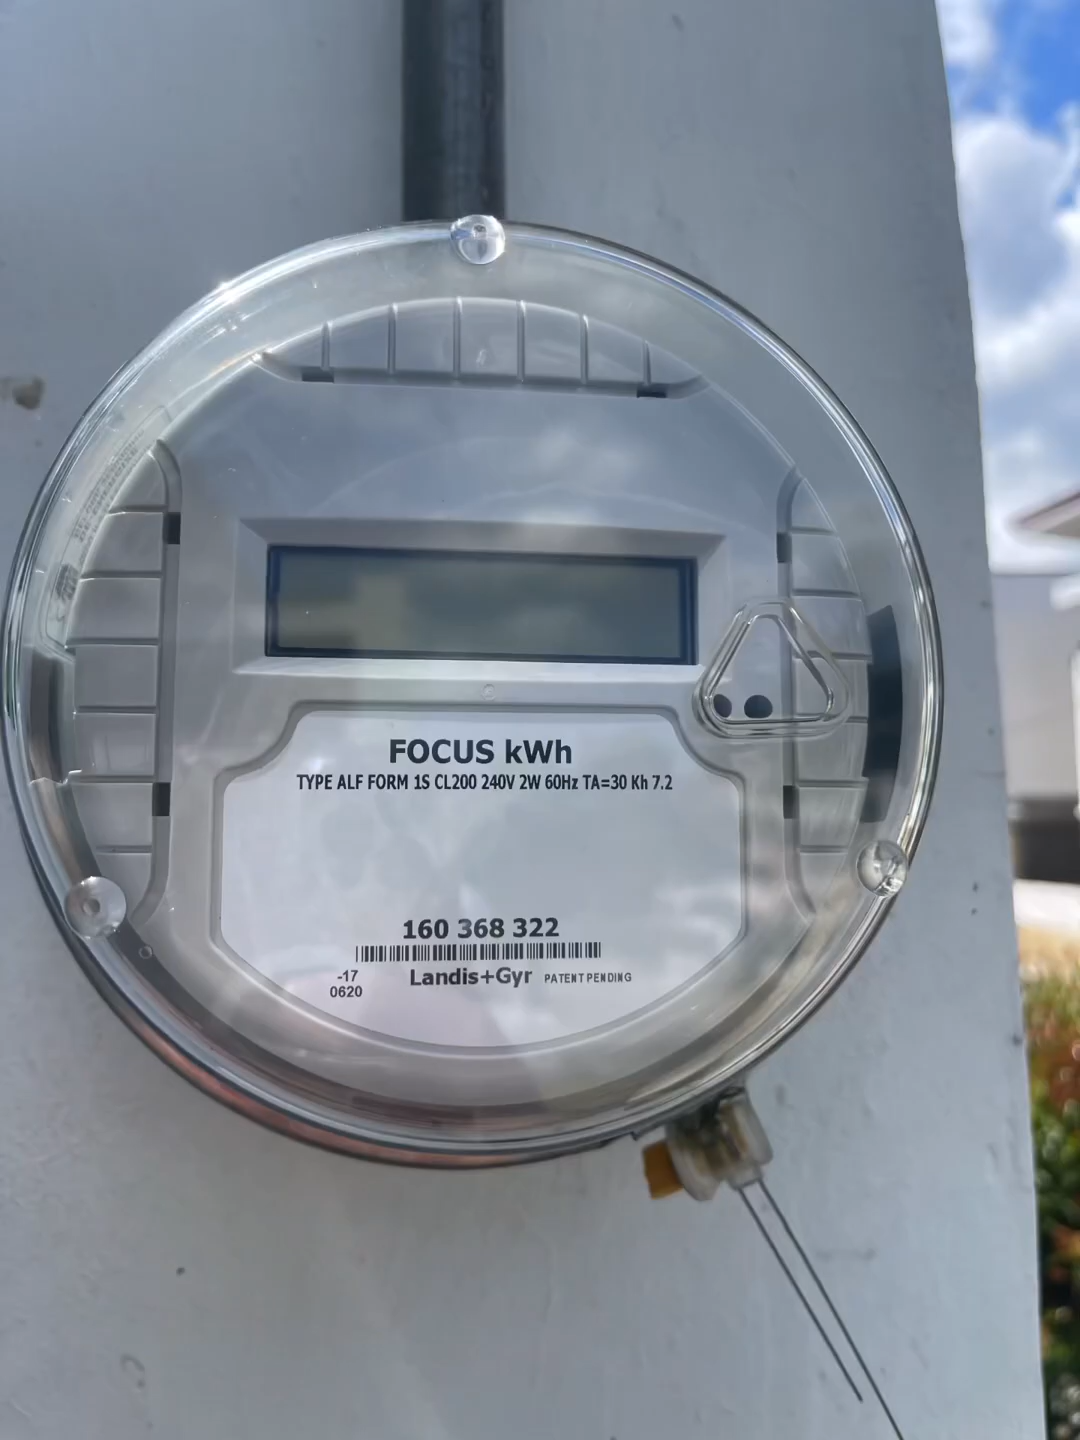 FOCUS kWh
TYPE ALF FORM 1S CL200 240V 2W 60Hz TA=30 Kh 7.2
160 368 322
-17
0620
Landis+Gyr PATENT PENDING